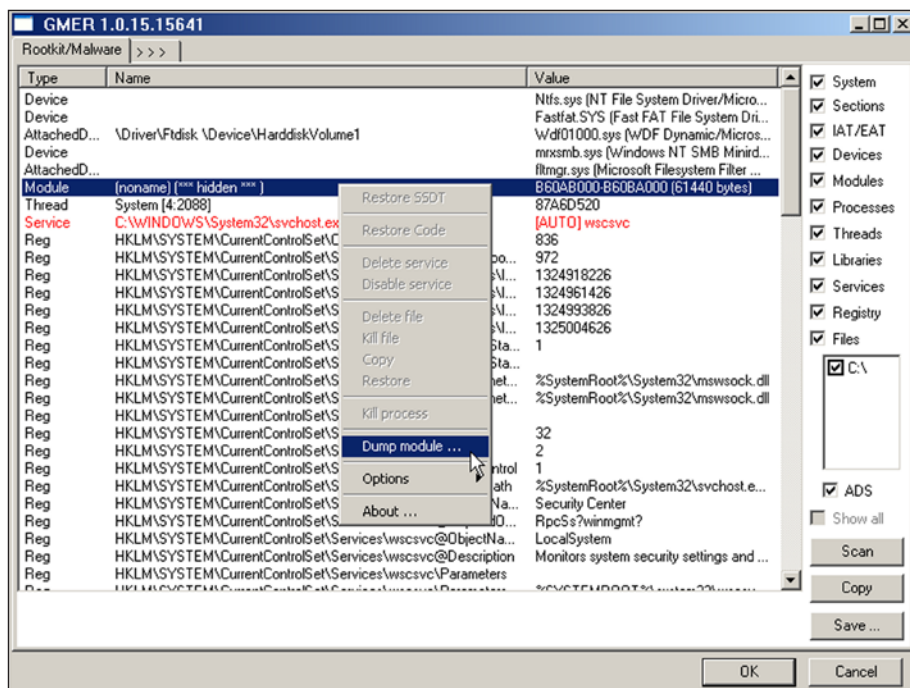 GMER 1.0.15.15641
Rootkit/Malware > > >
Type Name Value
Device Ntfs.sys (NT File System Driver/Micro...
Device Fastfat.SYS (Fast FAT File System Dri...
AttachedD... \Driver\Ftdisk \Device\HarddiskVolume1 Wdf01000.sys (WDF Dynamic/Micros...
Device mrxsmb.sys (Windows NT SMB Minird...
AttachedD... fltmgr.sys (Microsoft Filesystem Filter ...
Module (noname) (*** hidden *** ) B60AB000-B60BA000 (61440 bytes)
Thread System [4:2088] 87A6D520
Service C:\WINDOWS\System32\svchost.ex [AUTO] wscsvc
Reg HKLM\SYSTEM\CurrentControlSet\C 836
Reg HKLM\SYSTEM\CurrentControlSet\S oo... 972
Reg HKLM\SYSTEM\CurrentControlSet\S s\I... 1324918226
Reg HKLM\SYSTEM\CurrentControlSet\S s\I... 1324961426
Reg HKLM\SYSTEM\CurrentControlSet\S s\I... 1324993826
Reg HKLM\SYSTEM\CurrentControlSet\S s\I... 1325004626
Reg HKLM\SYSTEM\CurrentControlSet\S Sta... 1
Reg HKLM\SYSTEM\CurrentControlSet\S Sta...
Reg HKLM\SYSTEM\CurrentControlSet\S net... %SystemRoot%\System32\mswsock.dll
Reg HKLM\SYSTEM\CurrentControlSet\S net... %SystemRoot%\System32\mswsock.dll
Reg HKLM\SYSTEM\CurrentControlSet\S
Reg HKLM\SYSTEM\CurrentControlSet\S 32
Reg HKLM\SYSTEM\CurrentControlSet\S 2
Reg HKLM\SYSTEM\CurrentControlSet\S ntrol 1
Reg HKLM\SYSTEM\CurrentControlSet\S ath %SystemRoot%\System32\svchost.e...
Reg HKLM\SYSTEM\CurrentControlSet\S Na... Security Center
Reg HKLM\SYSTEM\CurrentControlSet\S dO... RpcSs?winmgmt?
Reg HKLM\SYSTEM\CurrentControlSet\Services\wscsvc@ObjectNa... LocalSystem
Reg HKLM\SYSTEM\CurrentControlSet\Services\wscsvc@Description Monitors system security settings and ...
Reg HKLM\SYSTEM\CurrentControlSet\Services\wscsvc\Parameters
Restore SSDT
Restore Code
Delete service
Disable service
Delete file
Kill file
Copy
Restore
Kill process
Dump module ...
Options
About ...
System
Sections
IAT/EAT
Devices
Modules
Processes
Threads
Libraries
Services
Registry
Files
C:\
ADS
Show all
Scan
Copy
Save ...
OK Cancel